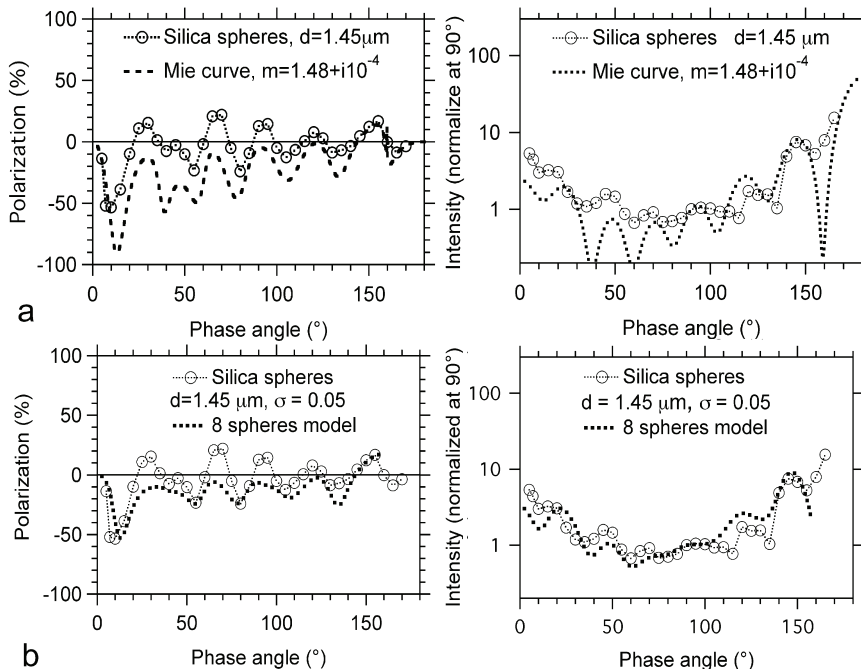 a
Polarization (%)
100
50
0
-50
-100
Silica spheres, d=1.45μm
Mie curve, m=1.48+i10⁻⁴
0 50 100 150
Phase angle (°)
Intensity (normalize at 90°)
100
10
1
Silica spheres d=1.45 μm
Mie curve, m=1.48+i10⁻⁴
0 50 100 150
Phase angle (°)
b
Polarization (%)
100
50
0
-50
-100
Silica spheres
d=1.45 μm, σ = 0.05
8 spheres model
0 50 100 150
Phase angle (°)
Intensity (normalized at 90°)
100
10
1
Silica spheres
d = 1.45 μm, σ = 0.05
8 spheres model
0 50 100 150
Phase angle (°)